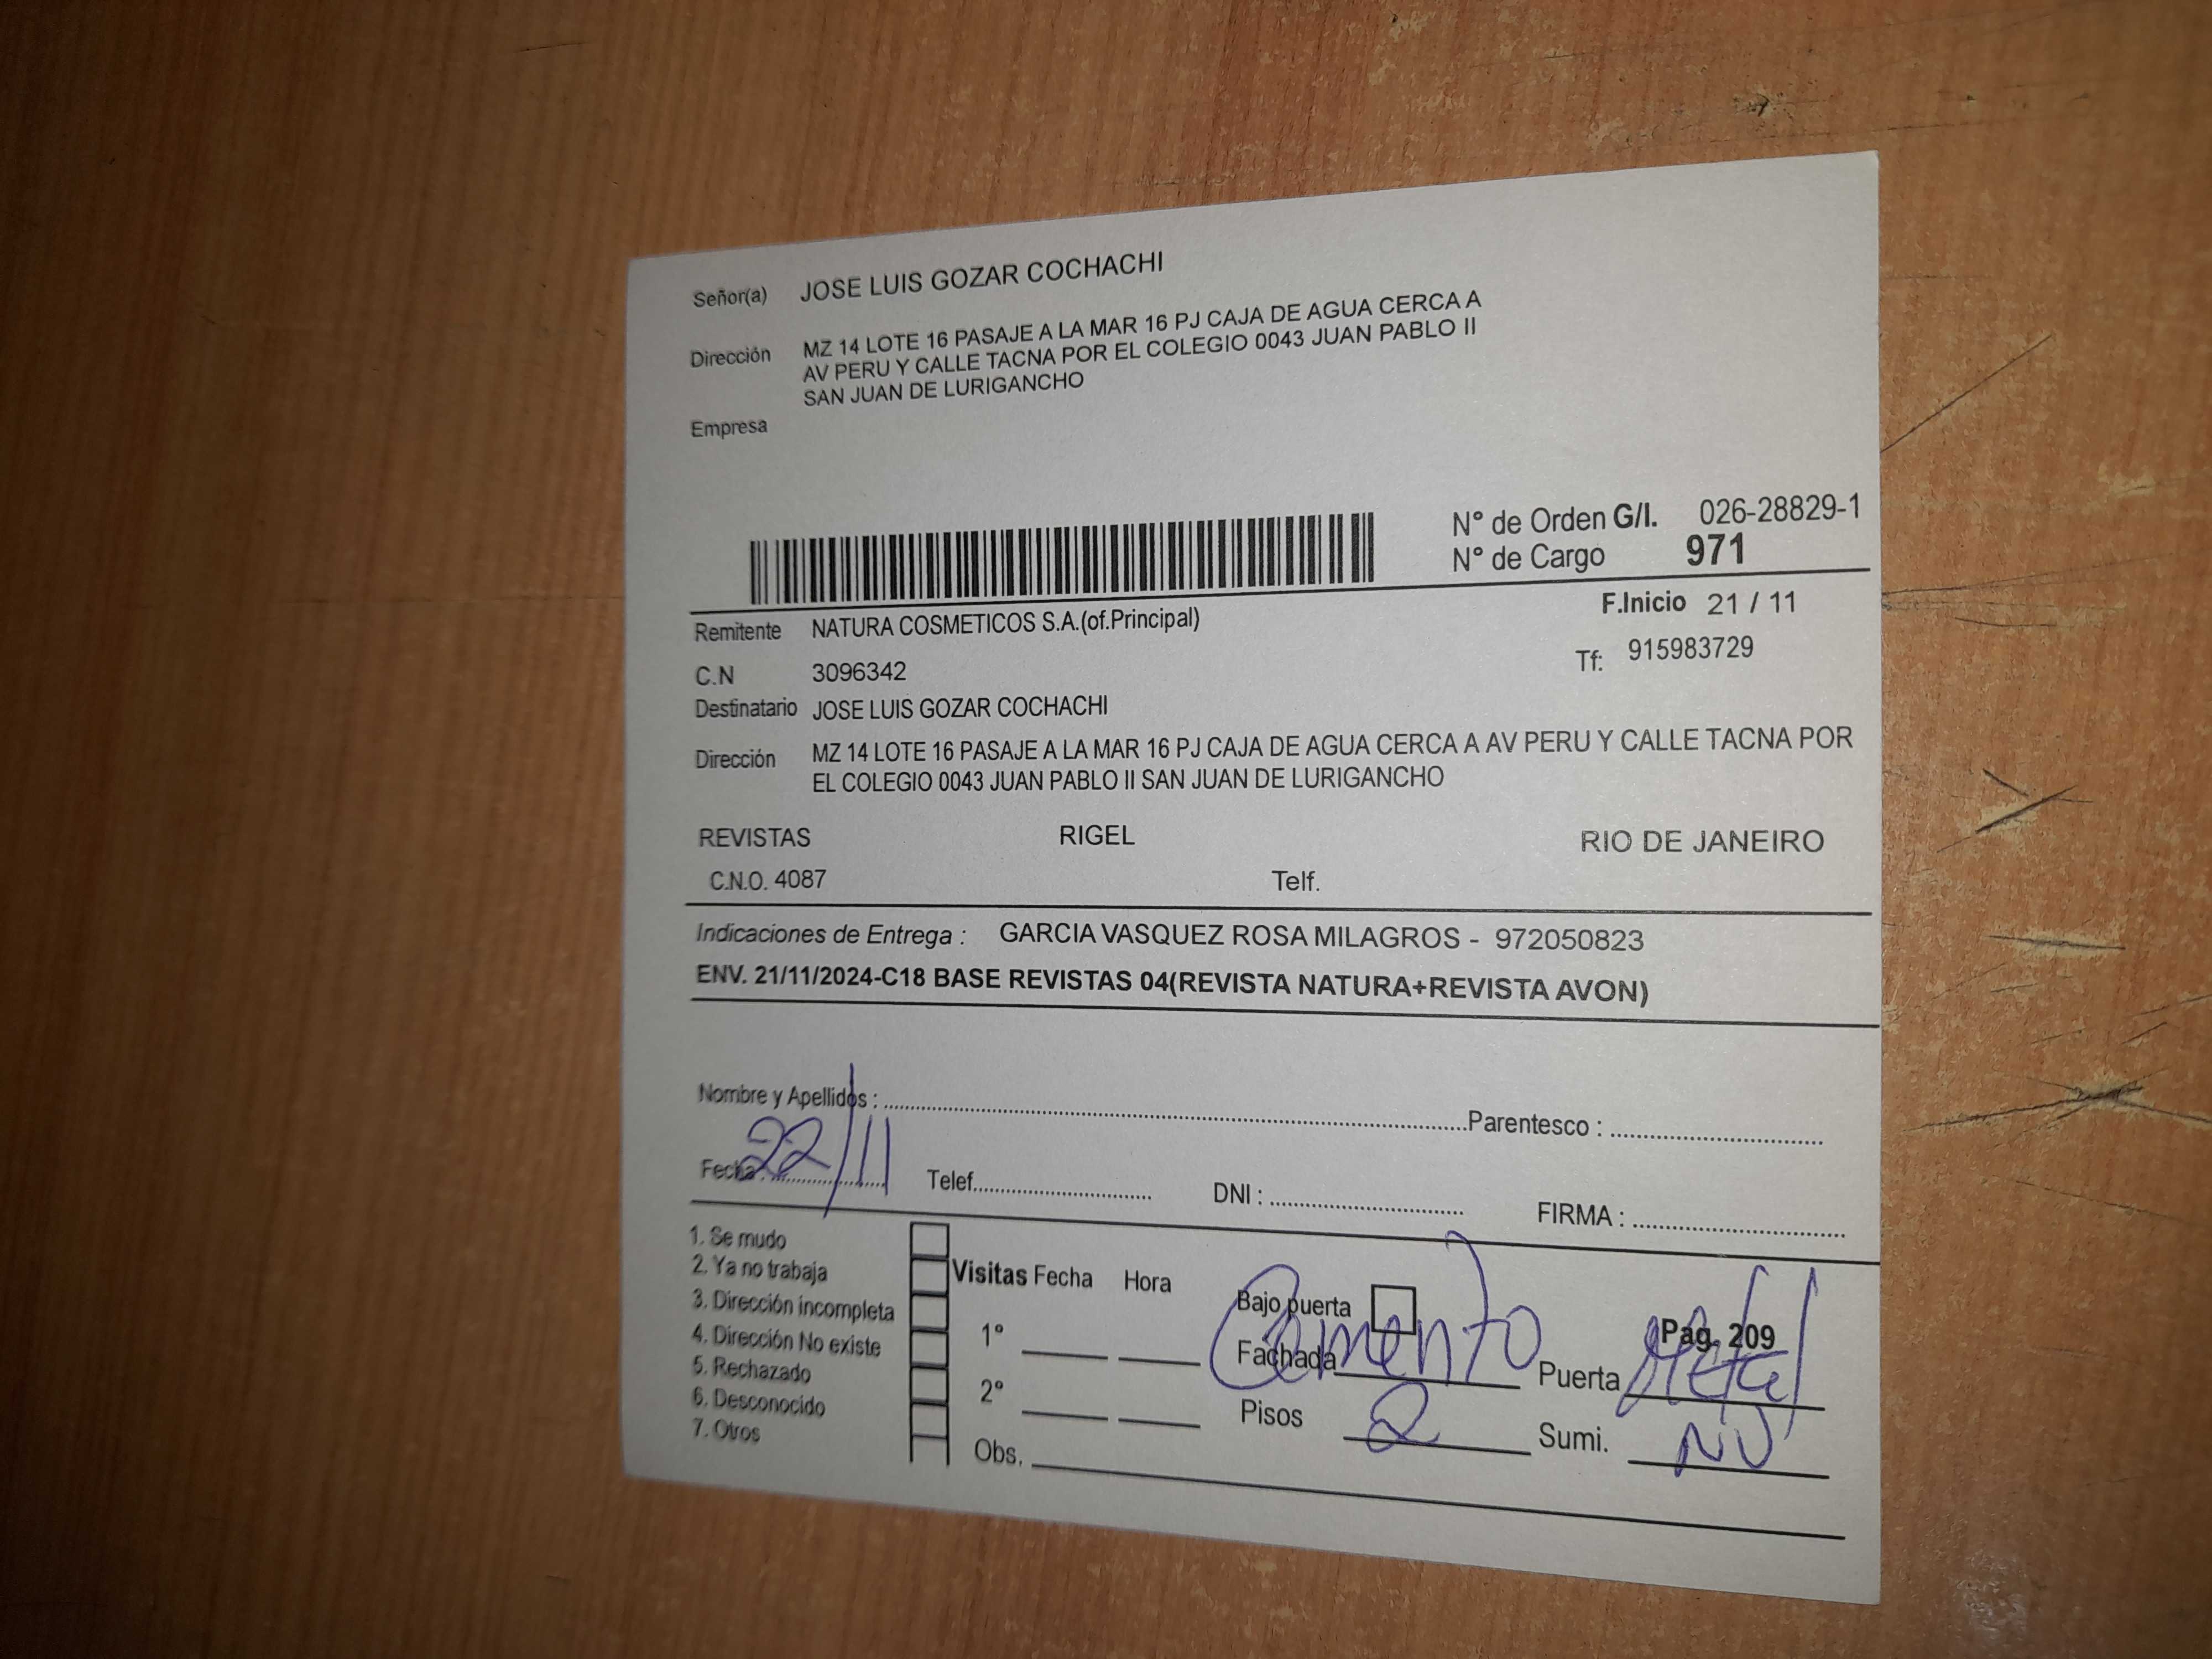 Señor(a) JOSE LUIS GOZAR COCHACHI
Dirección MZ 14 LOTE 16 PASAJE A LA MAR 16 PJ CAJA DE AGUA CERCA A
AV PERU Y CALLE TACNA POR EL COLEGIO 0043 JUAN PABLO II
SAN JUAN DE LURIGANCHO
Empresa
N° de Orden G/I. 026-28829-1
N° de Cargo 971
F.Inicio 21 / 11
Remitente NATURA COSMETICOS S.A.(of.Principal)
Tf: 915983729
C.N 3096342
Destinatario JOSE LUIS GOZAR COCHACHI
Dirección MZ 14 LOTE 16 PASAJE A LA MAR 16 PJ CAJA DE AGUA CERCA A AV PERU Y CALLE TACNA POR
EL COLEGIO 0043 JUAN PABLO II SAN JUAN DE LURIGANCHO
REVISTAS RIGEL RIO DE JANEIRO
C.N.O. 4087 Telf.
Indicaciones de Entrega : GARCIA VASQUEZ ROSA MILAGROS - 972050823
ENV. 21/11/2024-C18 BASE REVISTAS 04(REVISTA NATURA+REVISTA AVON)
Nombre y Apellidos : Parentesco :
Fecha : 22/11 Telef. DNI : FIRMA :
1. Se mudo
2. Ya no trabaja
3. Dirección incompleta
4. Dirección No existe
5. Rechazado
6. Desconocido
7. Otros
Visitas Fecha Hora
1º
2º
Obs.
Bajo puerta Pag. 209
Fachada Cemento Puerta Metal
Pisos 2 Sumi. NV